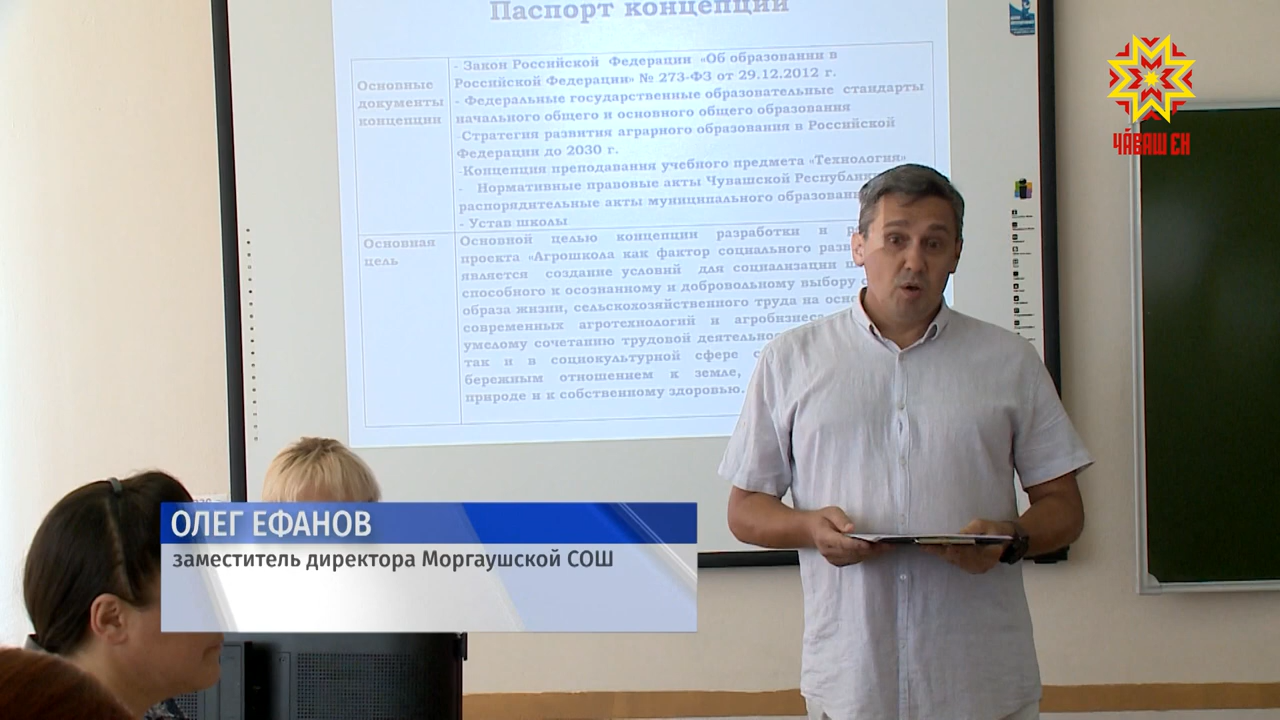 Паспорт концепции
Основные
документы
концепции
- Закон Российской Федерации «Об образовании в
Российской Федерации» № 273-ФЗ от 29.12.2012 г.
- Федеральные государственные образовательные стандарты
начального общего и основного общего образования
-Стратегия развития аграрного образования в Российской
Федерации до 2030 г.
-Концепция преподавания учебного предмета «Технология»
- Нормативные правовые акты Чувашской Республики
распорядительные акты муниципального
- Устав школы
Основная
цель
Основной целью концепции разработки и
проекта «Агрошкола как фактор социального
является создание условий для социализации
способного к осознанному и добровольному выбору
образа жизни, сельскохозяйственного труда на
современных агротехнологий и агробизнеса
умелому сочетанию трудовой
так и в социокультурной сфере с
бережным отношением к земле,
природе и к собственному здоровью.
ЧӐВАШ ЕН
ОЛЕГ ЕФАНОВ
заместитель директора Моргаушской СОШ